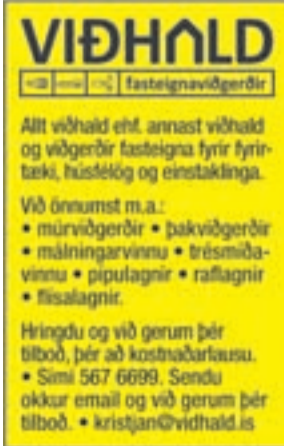 VIÐHALD
fasteignaviðgerðir
Allt viðhald ehf. annast viðhald
og viðgerðir fasteigna fyrir fyrir-
tæki, húsfélög og einstaklinga.
Við önnumst m.a.:
• múrviðgerðir • þakviðgerðir
• málningarvinnu • trésmíða-
vinnu • pípulagnir • raflagnir
• flísalagnir.
Hringdu og við gerum þér
tilboð, þér að kostnaðarlausu.
• Sími 567 6699. Sendu
okkur email og við gerum þér
tilboð. • kristjan@vidhald.is